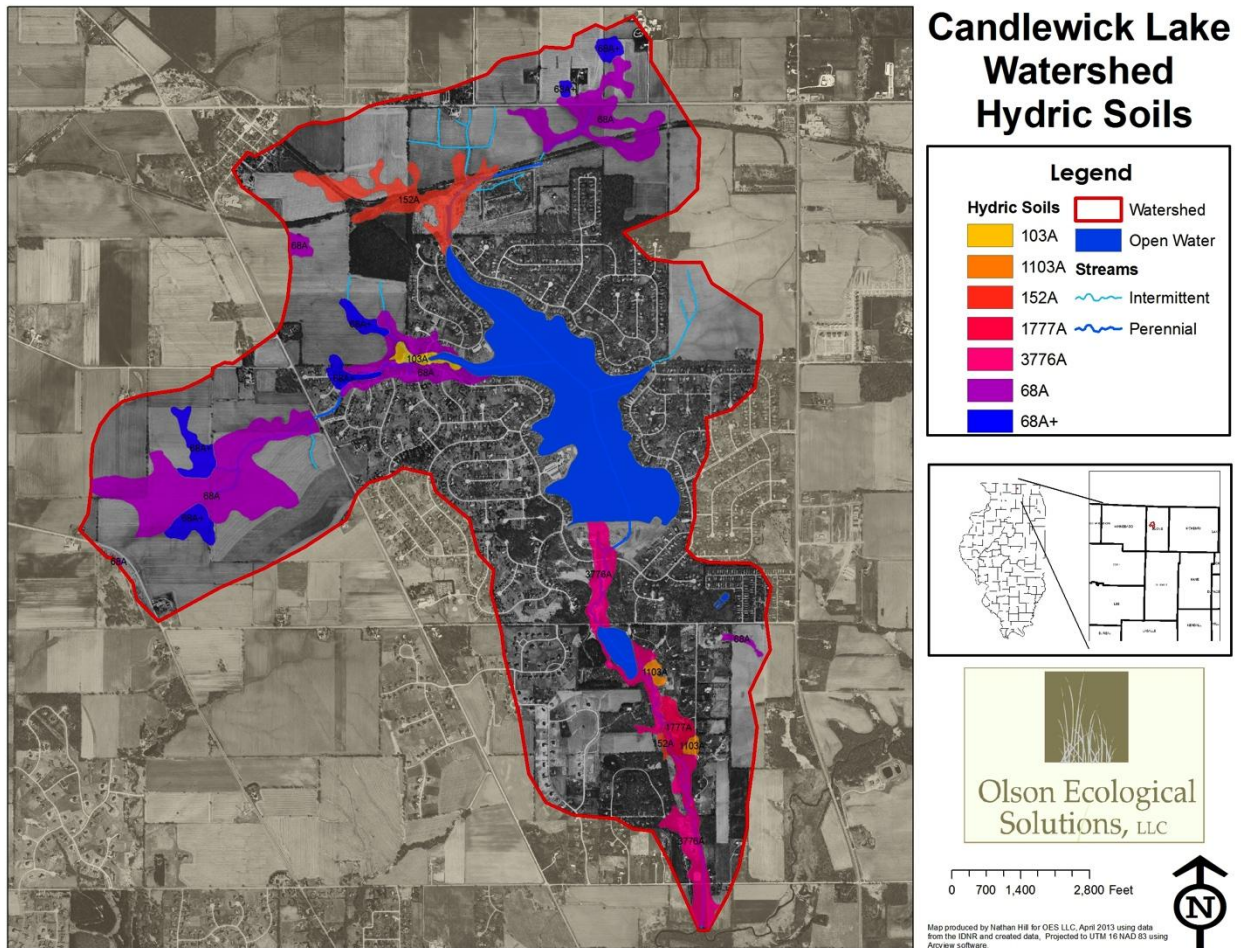 Candlewick Lake
Watershed
Hydric Soils
Legend
Hydric Soils
103A
1103A
152A
1777A
3776A
68A
68A+
Watershed
Open Water
Streams
Intermittent
Perennial
68A+
68A
152A
68A
103A
68A
68A
68A+
68A
3776A
68A
1103A
1777A
152A
1103A
3776A
Olson Ecological
Solutions, LLC
0 700 1,400 2,800 Feet
N
Map produced by Nathan Hill for OES LLC, April 2013 using data
from the IDNR and created data, Projected to UTM 16 NAD 83 using
Arcview software.